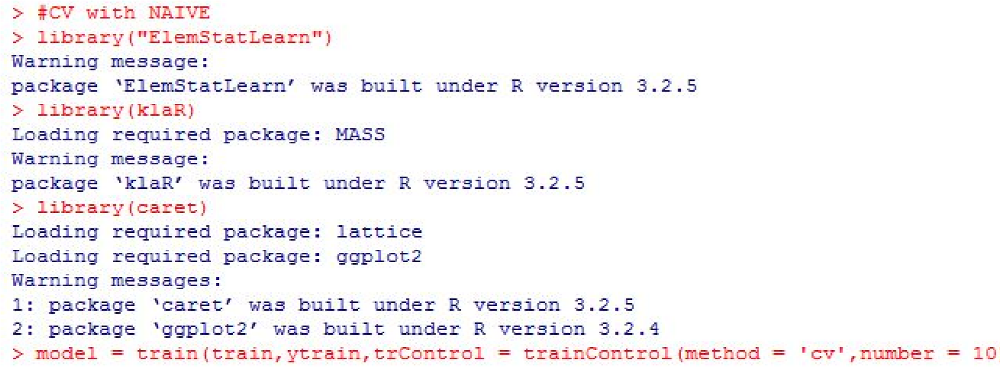 > #CV with NAIVE
> library("ElemStatLearn")
Warning message:
package ‘ElemStatLearn’ was built under R version 3.2.5
> library(klaR)
Loading required package: MASS
Warning message:
package ‘klaR’ was built under R version 3.2.5
> library(caret)
Loading required package: lattice
Loading required package: ggplot2
Warning messages:
1: package ‘caret’ was built under R version 3.2.5
2: package ‘ggplot2’ was built under R version 3.2.4
> model = train(train,ytrain,trControl = trainControl(method = 'cv',number = 10